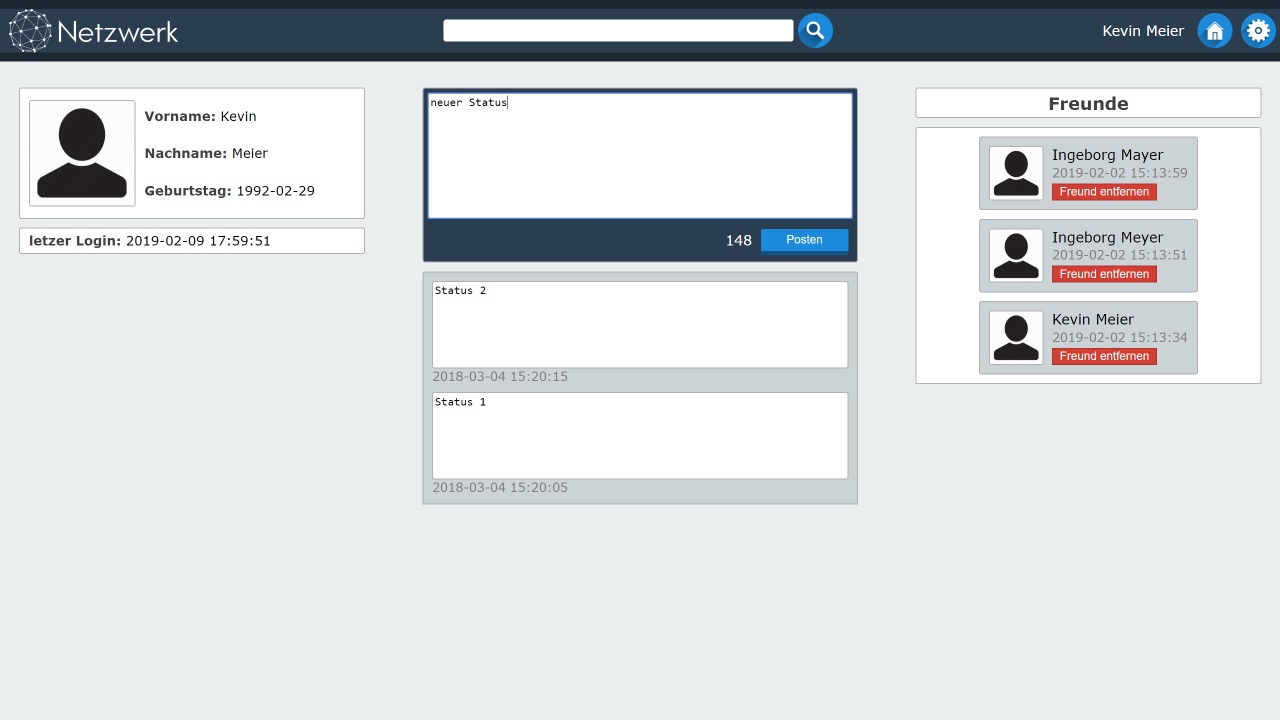 Netzwerk
Kevin Meier
Vorname: Kevin
Nachname: Meier
Geburtstag: 1992-02-29
letzer Login: 2019-02-09 17:59:51
neuer Status
148
Posten
Status 2
2018-03-04 15:20:15
Status 1
2018-03-04 15:20:05
Freunde
Ingeborg Mayer
2019-02-02 15:13:59
Freund entfernen
Ingeborg Meyer
2019-02-02 15:13:51
Freund entfernen
Kevin Meier
2019-02-02 15:13:34
Freund entfernen